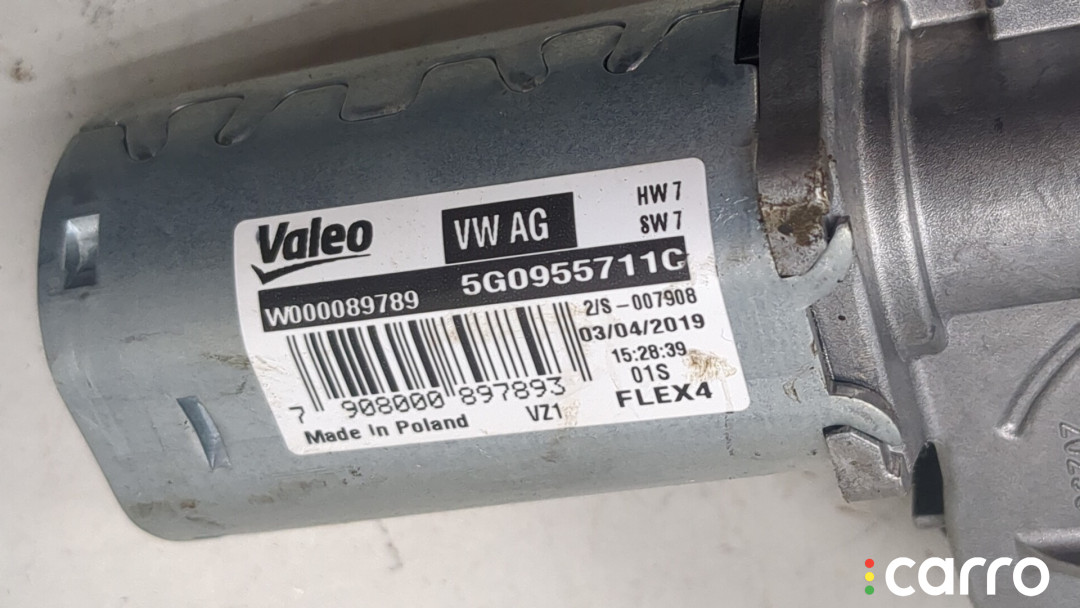 Valeo
VW AG
HW 7
SW 7
W000089789 5G0955711C
2/S-007908
03/04/2019
15:28:39
01S
7 908000 897893
VZ1
FLEX4
Made in Poland
carro